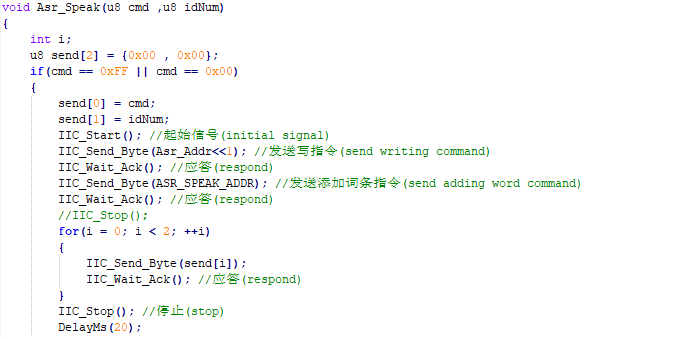 void Asr_Speak(u8 cmd ,u8 idNum)
{
int i;
u8 send[2] = {0x00 , 0x00};
if(cmd == 0xFF || cmd == 0x00)
{
send[0] = cmd;
send[1] = idNum;
IIC_Start(); //起始信号(initial signal)
IIC_Send_Byte(Asr_Addr<<1); //发送写指令(send writing command)
IIC_Wait_Ack(); //应答(respond)
IIC_Send_Byte(ASR_SPEAK_ADDR); //发送添加词条指令(send adding word command)
IIC_Wait_Ack(); //应答(respond)
//IIC_Stop();
for(i = 0; i < 2; ++i)
{
IIC_Send_Byte(send[i]);
IIC_Wait_Ack(); //应答(respond)
}
IIC_Stop(); //停止(stop)
DelayMs(20);